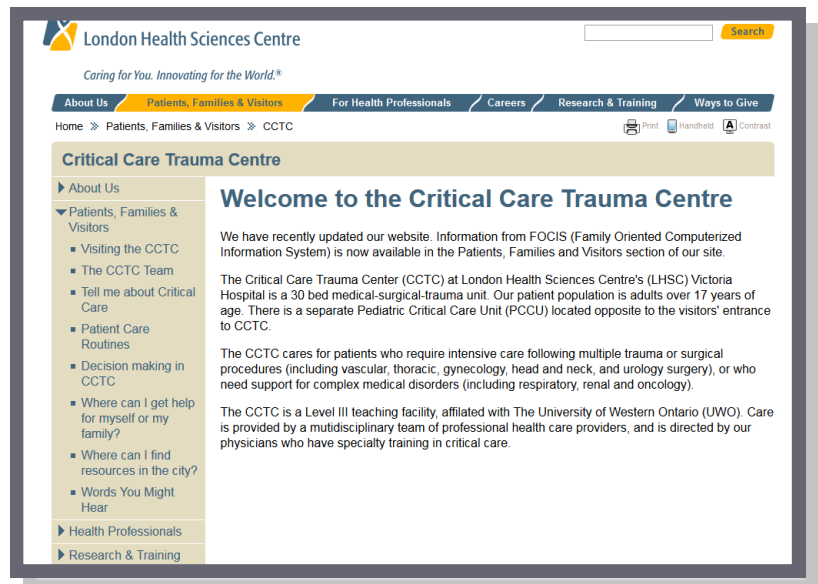 London Health Sciences Centre
Search
Caring for You. Innovating for the World.®
About Us
Patients, Families & Visitors
For Health Professionals
Careers
Research & Training
Ways to Give
Home » Patients, Families & Visitors » CCTC
Print
Handheld
A Contrast
Critical Care Trauma Centre
About Us
Patients, Families &
Visitors
Visiting the CCTC
The CCTC Team
Tell me about Critical
Care
Patient Care
Routines
Decision making in
CCTC
Where can I get help
for myself or my
family?
Where can I find
resources in the city?
Words You Might
Hear
Health Professionals
Research & Training
Welcome to the Critical Care Trauma Centre
We have recently updated our website. Information from FOCIS (Family Oriented Computerized
Information System) is now available in the Patients, Families and Visitors section of our site.
The Critical Care Trauma Center (CCTC) at London Health Sciences Centre's (LHSC) Victoria
Hospital is a 30 bed medical-surgical-trauma unit. Our patient population is adults over 17 years of
age. There is a separate Pediatric Critical Care Unit (PCCU) located opposite to the visitors' entrance
to CCTC.
The CCTC cares for patients who require intensive care following multiple trauma or surgical
procedures (including vascular, thoracic, gynecology, head and neck, and urology surgery), or who
need support for complex medical disorders (including respiratory, renal and oncology).
The CCTC is a Level III teaching facility, affilated with The University of Western Ontario (UWO). Care
is provided by a mutidisciplinary team of professional health care providers, and is directed by our
physicians who have specialty training in critical care.